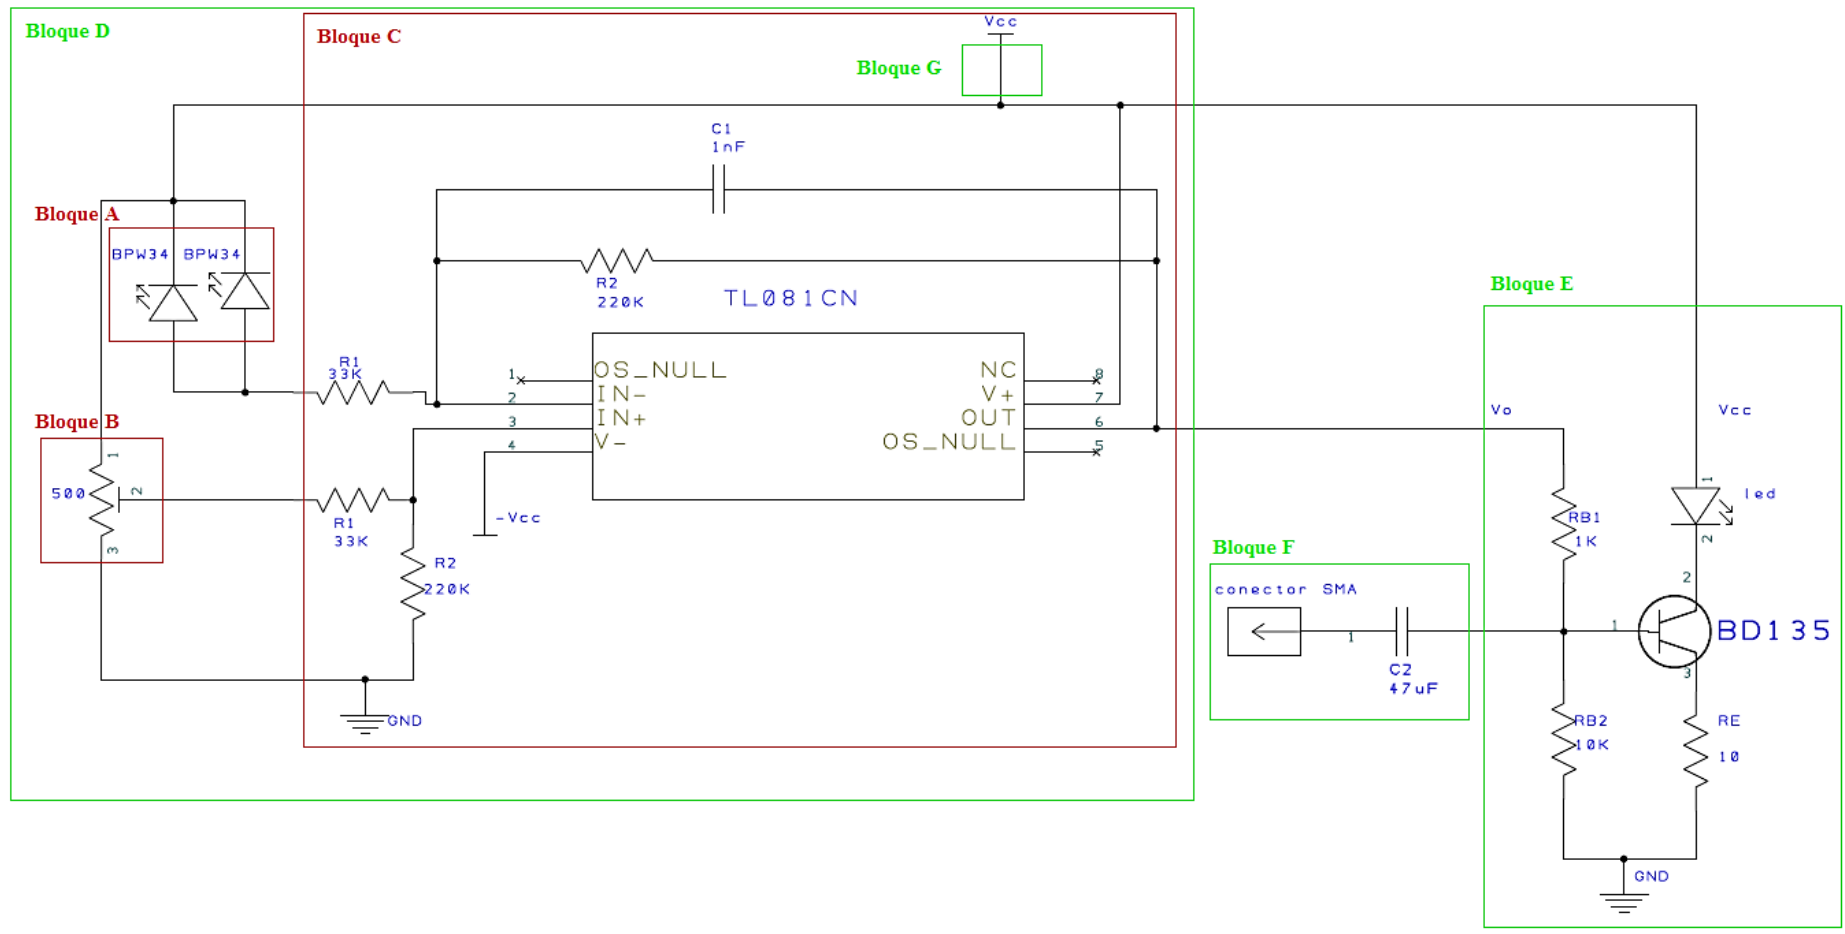 Bloque D
Bloque C
Vcc
Bloque G
C1
1nF
Bloque A
BPW34
BPW34
R2
220K
TL081CN
Bloque E
R1
33K
1
OS_NULL
NC
8
2
IN-
V+
7
3
IN+
OUT
6
4
V-
OS_NULL
5
Vo
Vcc
Bloque B
1
500
2
3
R1
33K
-Vcc
R2
220K
GND
1
led
2
RB1
1K
Bloque F
conector SMA
1
C2
47uF
2
1
BD135
3
RB2
10K
RE
10
GND